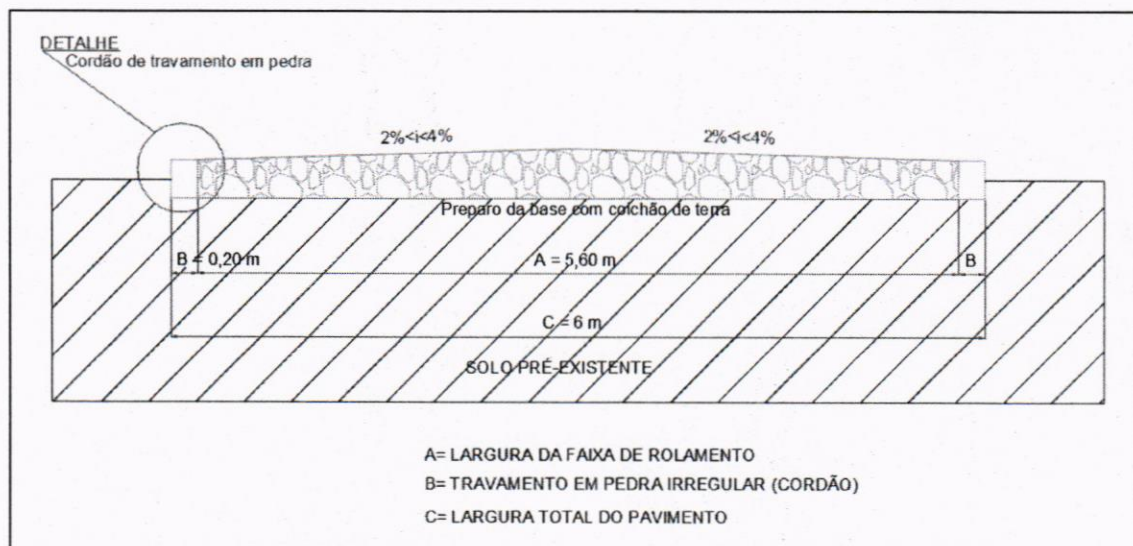 DETALHE
Cordão de travamento em pedra
2%<i<4%
2%<i<4%
Preparo da base com colchão de terra
B = 0,20 m
A = 5,60 m
B
C = 6 m
SOLO PRÉ-EXISTENTE
A= LARGURA DA FAIXA DE ROLAMENTO
B= TRAVAMENTO EM PEDRA IRREGULAR (CORDÃO)
C= LARGURA TOTAL DO PAVIMENTO